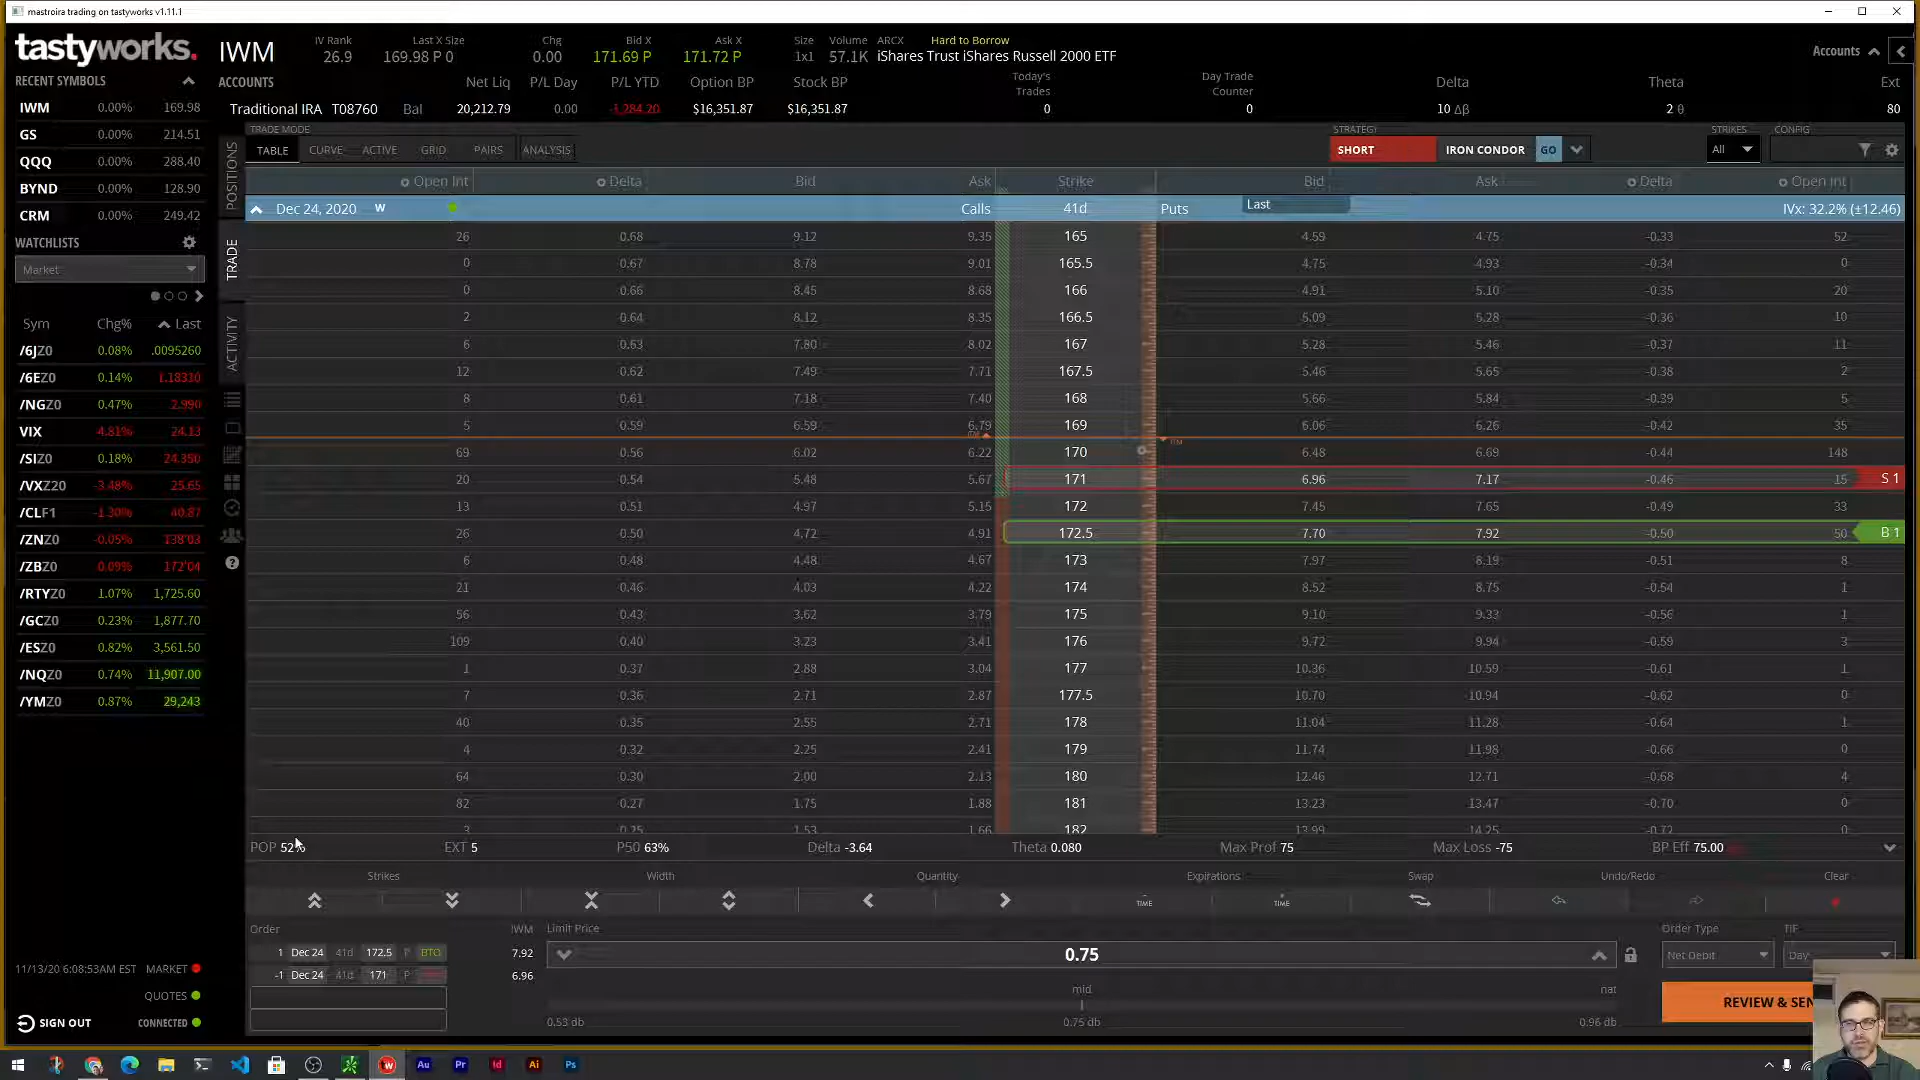 mastroira trading on tastyworks v1.11.1
tastyworks.
IWM
IV Rank
26.9
Last X Size
169.98 P 0
Chg
0.00
Bid X
171.69 P
Ask X
171.72 P
Size
1x1
Volume
57.1K
ARCX
Hard to Borrow
iShares Trust iShares Russell 2000 ETF
Accounts
RECENT SYMBOLS
IWM 0.00% 169.98
GS 0.00% 214.51
QQQ 0.00% 288.40
BYND 0.00% 128.90
CRM 0.00% 249.42
WATCHLISTS
Market
Sym Chg% Last
/6JZ0 0.08% .0095260
/6EZ0 0.14% 1.18310
/NGZ0 0.47% 2.990
VIX -4.81% 24.13
/SIZ0 0.18% 24.350
/VXZ20 -3.48% 25.65
/CLF1 -1.30% 40.87
/ZNZ0 -0.05% 138'03
/ZBZ0 0.09% 172'04
/RTYZ0 1.07% 1,725.60
/GCZ0 0.23% 1,877.70
/ESZ0 0.82% 3,561.50
/NQZ0 0.74% 11,907.00
/YMZ0 0.87% 29,243
11/13/20 6:08:53AM EST MARKET
QUOTES
SIGN OUT CONNECTED
ACCOUNTS Net Liq P/L Day P/L YTD Option BP Stock BP Today's Trades Day Trade Counter Delta Theta Ext
Traditional IRA T08760 Bal 20,212.79 0.00 -1,284.20 $16,351.87 $16,351.87 0 0 10 Δβ 2 θ 80
POSITIONS
TRADE
ACTIVITY
TRADE MODE
TABLE CURVE ACTIVE GRID PAIRS ANALYSIS
STRATEGY
SHORT IRON CONDOR GO
STRIKES
All
CONFIG
Open Int Delta Bid Ask Strike Bid Ask Delta Open Int
Last
Dec 24, 2020 W Calls 41d Puts IVx: 32.2% (±12.46)
26 0.68 9.12 9.35 165 4.59 4.75 -0.33 52
0 0.67 8.78 9.01 165.5 4.75 4.93 -0.34 0
0 0.66 8.45 8.68 166 4.91 5.10 -0.35 20
2 0.64 8.12 8.35 166.5 5.09 5.28 -0.36 10
6 0.63 7.80 8.02 167 5.28 5.46 -0.37 11
12 0.62 7.49 7.71 167.5 5.46 5.65 -0.38 2
8 0.61 7.18 7.40 168 5.66 5.84 -0.39 5
5 0.59 6.59 6.79 169 6.06 6.26 -0.42 35
ITM ITM
69 0.56 6.02 6.22 170 6.48 6.69 -0.44 148
20 0.54 5.48 5.67 171 6.96 7.17 -0.46 15 S 1
13 0.51 4.97 5.15 172 7.45 7.65 -0.49 33
26 0.50 4.72 4.91 172.5 7.70 7.92 -0.50 50 B 1
6 0.48 4.48 4.67 173 7.97 8.19 -0.51 8
21 0.46 4.03 4.22 174 8.52 8.75 -0.54 1
56 0.43 3.62 3.79 175 9.10 9.33 -0.56 1
109 0.40 3.23 3.41 176 9.72 9.94 -0.59 3
1 0.37 2.88 3.04 177 10.36 10.59 -0.61 1
7 0.36 2.71 2.87 177.5 10.70 10.94 -0.62 0
40 0.35 2.55 2.71 178 11.04 11.28 -0.64 1
4 0.32 2.25 2.41 179 11.74 11.98 -0.66 0
64 0.30 2.00 2.13 180 12.46 12.71 -0.68 4
82 0.27 1.75 1.88 181 13.23 13.47 -0.70 0
3 0.25 1.53 1.66 182 13.99 14.25 -0.72 0
POP 52% EXT 5 P50 63% Delta -3.64 Theta 0.080 Max Prof 75 Max Loss -75 BP Eff 75.00
Strikes Width Quantity Expirations Swap Undo/Redo Clear
TIME TIME
Order IWM Limit Price Order Type TIF
1 Dec 24 41d 172.5 P BTO 7.92
-1 Dec 24 41d 171 P 6.96
0.75
Net Debit Day
mid nat
0.53 db 0.75 db 0.96 db
REVIEW & SEN
Au Pr Id Ai Ps